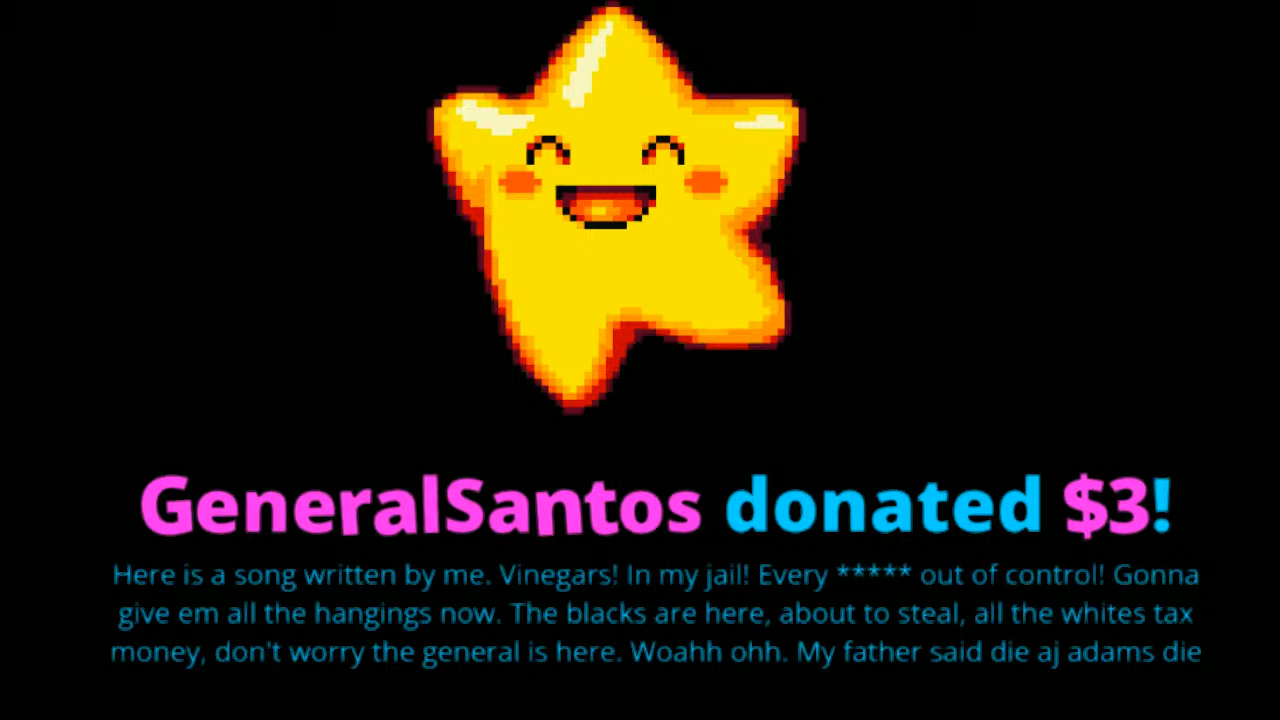 GeneralSantos donated $3!
Here is a song written by me. Vinegars! In my jail! Every ***** out of control! Gonna
give em all the hangings now. The blacks are here, about to steal, all the whites tax
money, don't worry the general is here. Woahh ohh. My father said die aj adams die